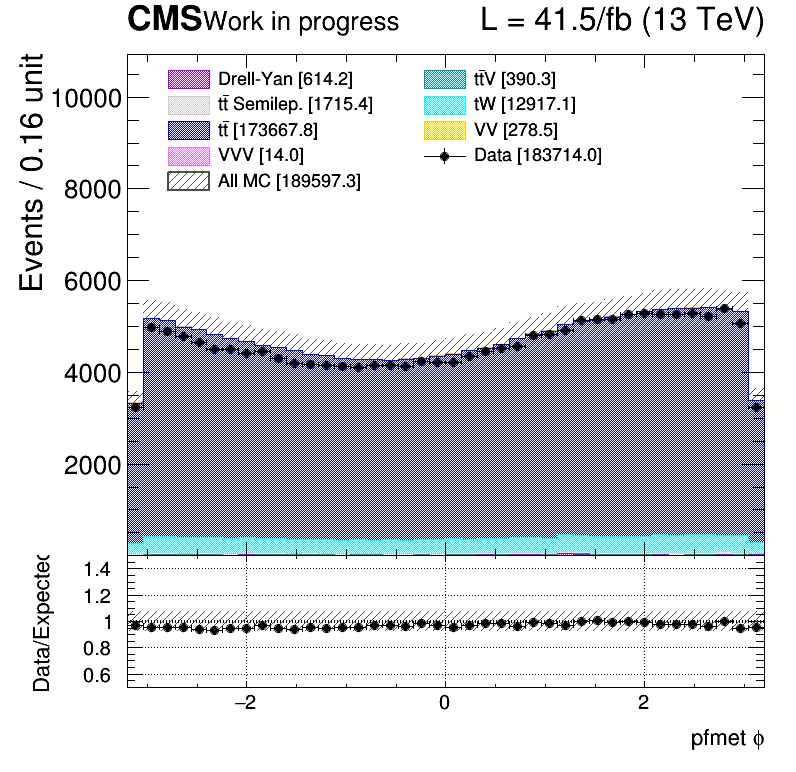 CMS Work in progress L = 41.5/fb (13 TeV)
Events / 0.16 unit
10000
8000
6000
4000
2000
Drell-Yan [614.2]
tt̄ Semilep. [1715.4]
tt̄ [173667.8]
VVV [14.0]
All MC [189597.3]
tt̄V [390.3]
tW [12917.1]
VV [278.5]
Data [183714.0]
Data/Expected
1.4
1.2
1
0.8
0.6
−2 0 2
pfmet ϕ